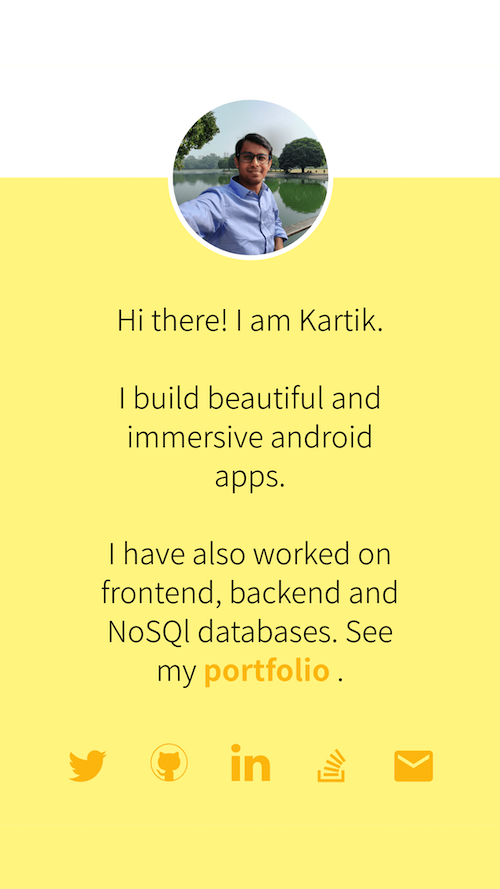 Hi there! I am Kartik.
I build beautiful and
immersive android
apps.
I have also worked on
frontend, backend and
NoSQl databases. See
my portfolio .
in